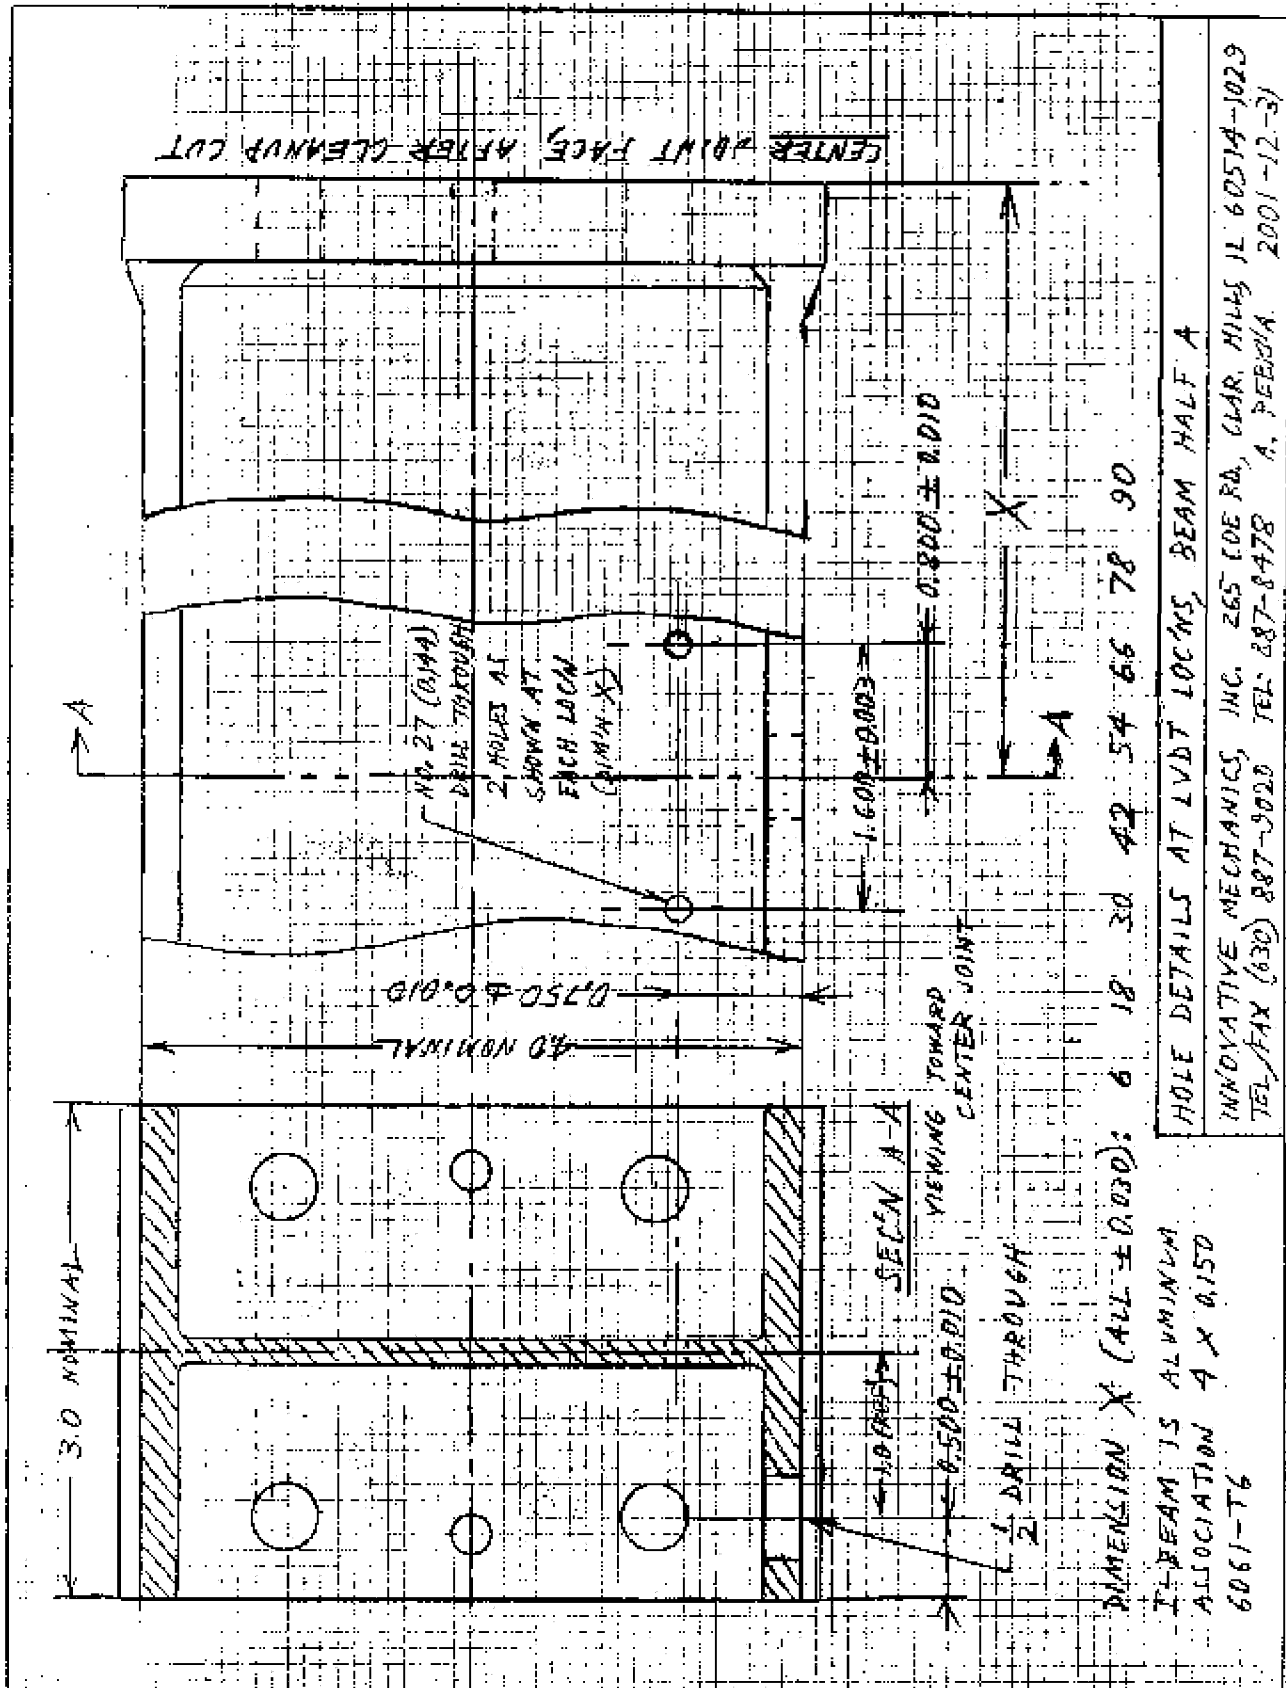 CENTER JOINT FACE, AFTER CLEANUP CUT
A
NO. 27 (0.144)
DRILL THROUGH
2 HOLES AS
SHOWN AT
EACH LOC'N
(DIM'N X)
0.800 ± 0.010
X
1.600 ± 0.003
A
0.750 ± 0.010
4.0 NOMINAL
3.0 NOMINAL
SEC'N A-A
VIEWING TOWARD
CENTER JOINT
1.0 (REF)
0.500 ± 0.010
1/2 DRILL THROUGH
DIMENSION X (ALL ± 0.030): 6 18 30 42 54 66 78 90
I-BEAM IS ALUMINUM
ASSOCIATION 4 X 0.150
6061-T6
HOLE DETAILS AT LVDT LOC'NS, BEAM HALF A
INNOVATIVE MECHANICS, INC. 265 COE RD., CLAR. HILLS IL 60514-1029
TEL/FAX (630) 887-9020 TEL: 887-8478 A. 2001-12-31